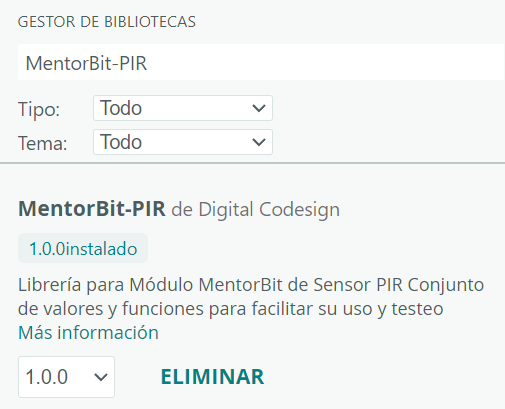 GESTOR DE BIBLIOTECAS
MentorBit-PIR
Tipo: Todo
Tema: Todo
MentorBit-PIR de Digital Codesign
1.0.0instalado
Librería para Módulo MentorBit de Sensor PIR Conjunto
de valores y funciones para facilitar su uso y testeo
Más información
1.0.0 ELIMINAR